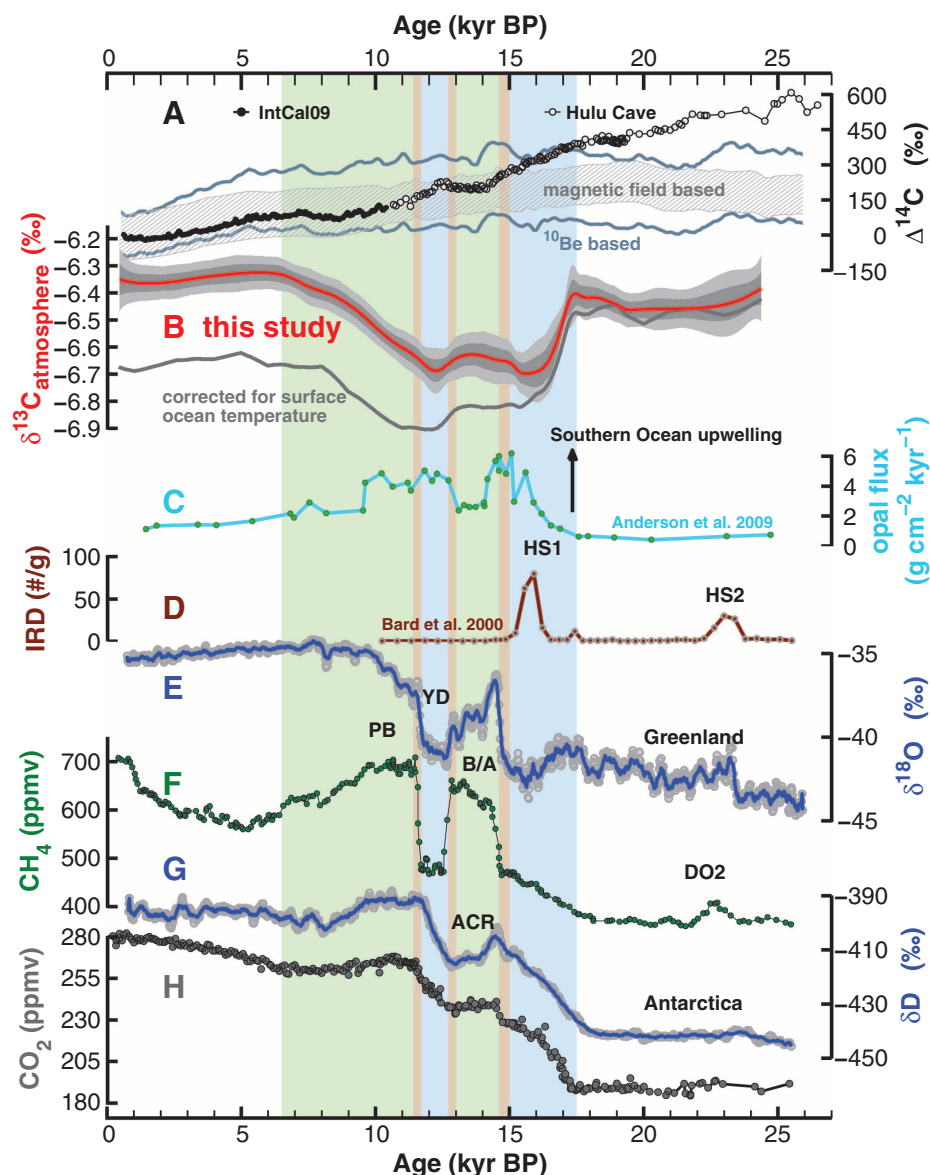 Age (kyr BP)
0 5 10 15 20 25
A
IntCal09
Hulu Cave
600
450
300
150
0
−150
Δ¹⁴C (‰)
magnetic field based
¹⁰Be based
−6.2
−6.3
−6.4
−6.5
−6.6
−6.7
−6.8
−6.9
δ¹³C atmosphere (‰)
B this study
corrected for surface
ocean temperature
Southern Ocean upwelling
C
Anderson et al. 2009
6
4
2
0
opal flux
(g cm⁻² kyr⁻¹)
100
50
0
IRD (#/g)
D
HS1
HS2
Bard et al. 2000
E
YD
PB
B/A
Greenland
−35
−40
−45
δ¹⁸O (‰)
700
600
500
400
CH₄ (ppmv)
F
DO2
G
ACR
−390
−410
−430
−450
δD (‰)
280
255
230
205
180
CO₂ (ppmv)
H
Antarctica
0 5 10 15 20 25
Age (kyr BP)